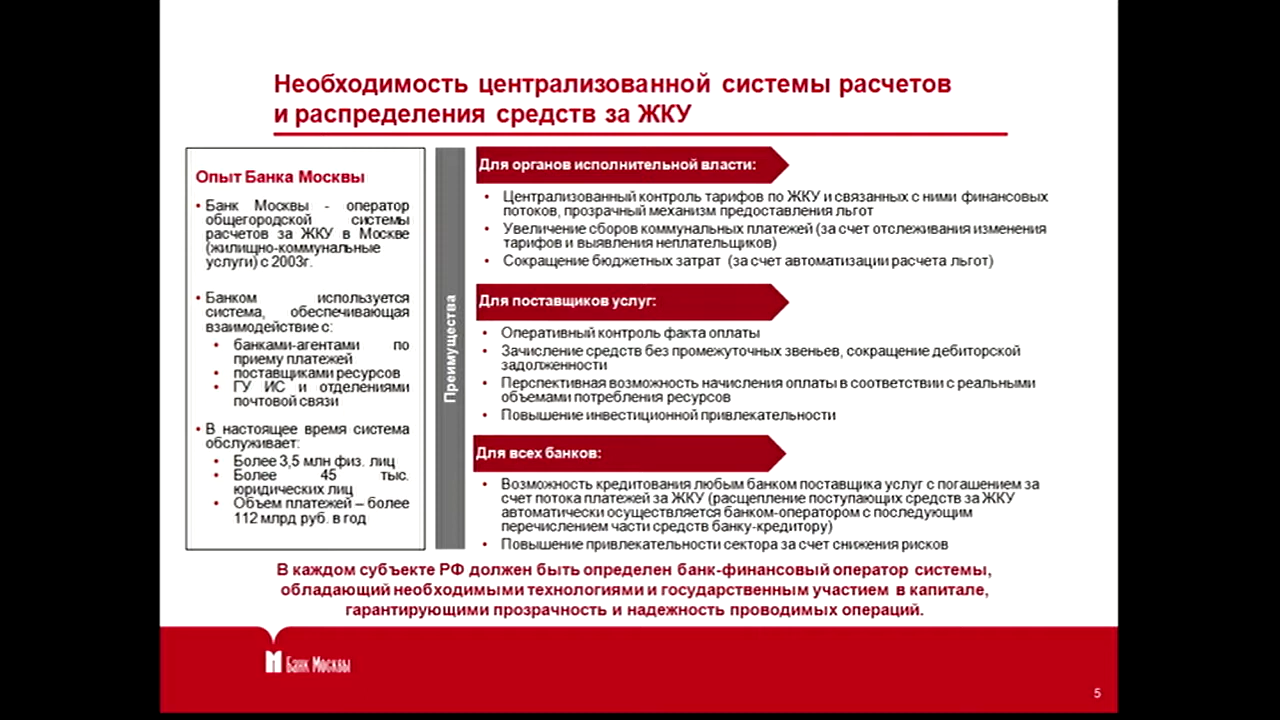 Необходимость централизованной системы расчетов
и распределения средств за ЖКУ
Опыт Банка Москвы
• Банк Москвы - оператор
общегородской системы
расчетов за ЖКУ в Москве
(жилищно-коммунальные
услуги) с 2003г.
• Банком используется
система, обеспечивающая
взаимодействие с:
• банками-агентами по
приему платежей
• поставщиками ресурсов
• ГУ ИС и отделениями
почтовой связи
• В настоящее время система
обслуживает:
• Более 3,5 млн физ. лиц
• Более 45 тыс.
юридических лиц
• Объем платежей – более
112 млрд руб. в год
Преимущества
Для органов исполнительной власти:
• Централизованный контроль тарифов по ЖКУ и связанных с ними финансовых
потоков, прозрачный механизм предоставления льгот
• Увеличение сборов коммунальных платежей (за счет отслеживания изменения
тарифов и выявления неплательщиков)
• Сокращение бюджетных затрат (за счет автоматизации расчета льгот)
Для поставщиков услуг:
• Оперативный контроль факта оплаты
• Зачисление средств без промежуточных звеньев, сокращение дебиторской
задолженности
• Перспективная возможность начисления оплаты в соответствии с реальными
объемами потребления ресурсов
• Повышение инвестиционной привлекательности
Для всех банков:
• Возможность кредитования любым банком поставщика услуг с погашением за
счет потока платежей за ЖКУ (расщепление поступающих средств за ЖКУ
автоматически осуществляется банком-оператором с последующим
перечислением части средств банку-кредитору)
• Повышение привлекательности сектора за счет снижения рисков
В каждом субъекте РФ должен быть определен банк-финансовый оператор системы,
обладающий необходимыми технологиями и государственным участием в капитале,
гарантирующими прозрачность и надежность проводимых операций.
Банк Москвы
5